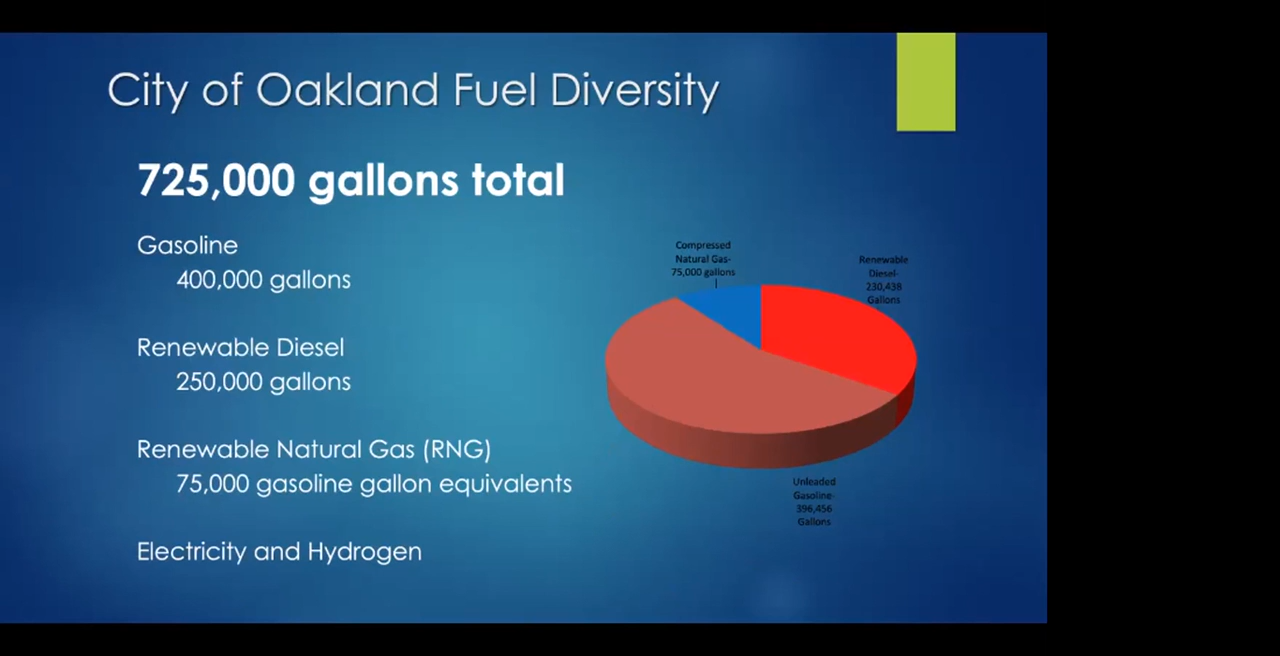 City of Oakland Fuel Diversity
725,000 gallons total
Gasoline
400,000 gallons
Renewable Diesel
250,000 gallons
Renewable Natural Gas (RNG)
75,000 gasoline gallon equivalents
Electricity and Hydrogen
Compressed
Natural Gas-
75,000 gallons
Renewable
Diesel-
230,438
Gallons
Unleaded
Gasoline-
396,456
Gallons